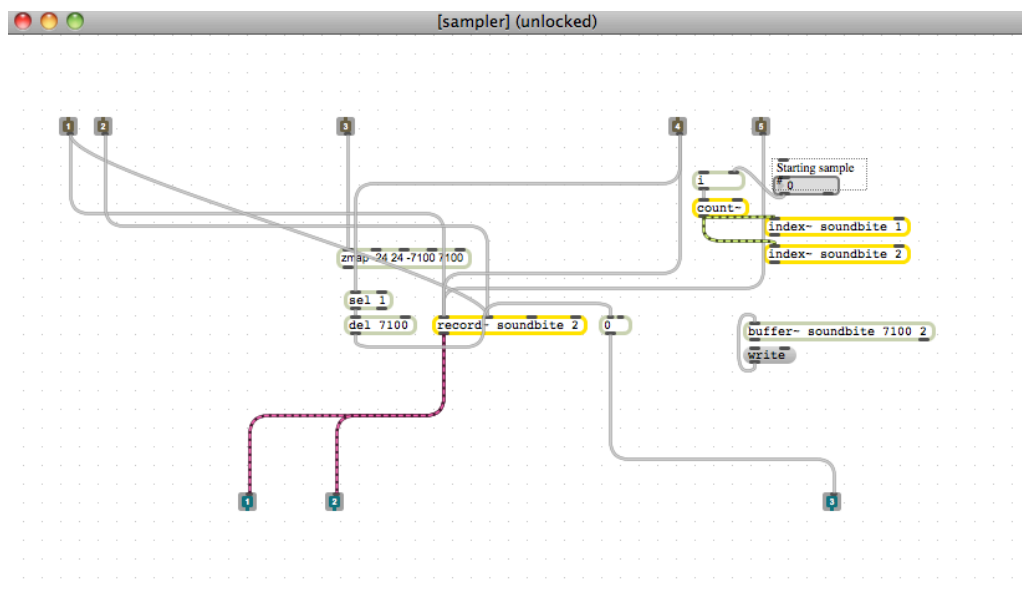 [sampler] (unlocked)
1 2 3 4 5
Starting sample
i
0
count~
index~ soundbite 1
index~ soundbite 2
zmap -24 24 -7100 7100
sel 1
del 7100
record~ soundbite 2
0
buffer~ soundbite 7100 2
write
1 2 3